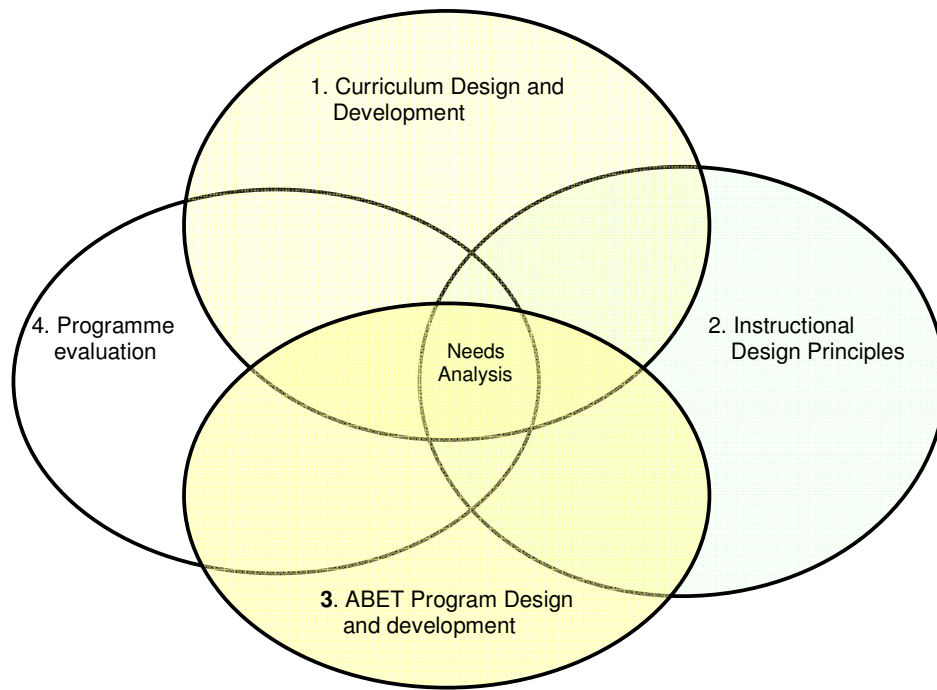 1. Curriculum Design and
Development
4. Programme
evaluation
Needs
Analysis
2. Instructional
Design Principles
3. ABET Program Design
and development